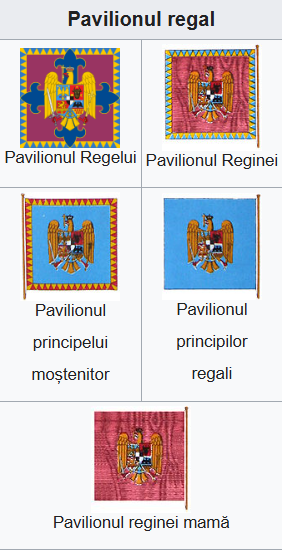 Pavilionul regal
Pavilionul Regelui
Pavilionul Reginei
Pavilionul
principelui
moștenitor
Pavilionul
principilor
regali
Pavilionul reginei mamă